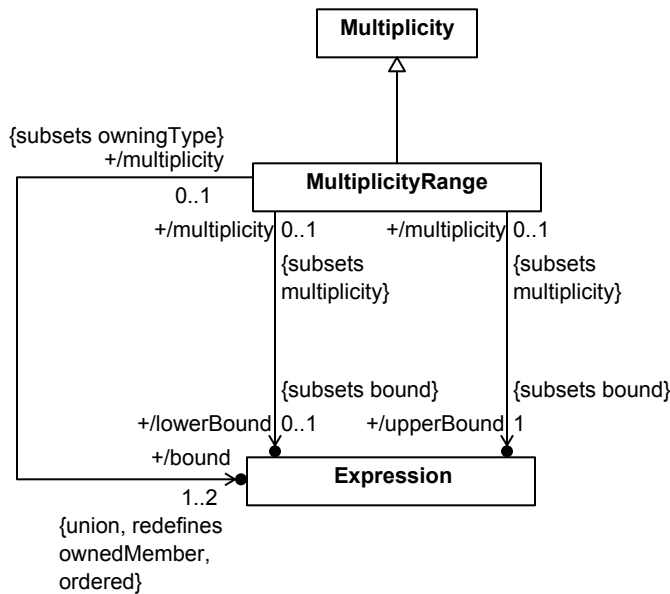 Multiplicity
{subsets owningType}
+/multiplicity
0..1
MultiplicityRange
+/multiplicity 0..1
{subsets
multiplicity}
+/multiplicity 0..1
{subsets
multiplicity}
{subsets bound}
+/lowerBound 0..1
{subsets bound}
+/upperBound 1
+/bound
1..2
Expression
{union, redefines
ownedMember,
ordered}